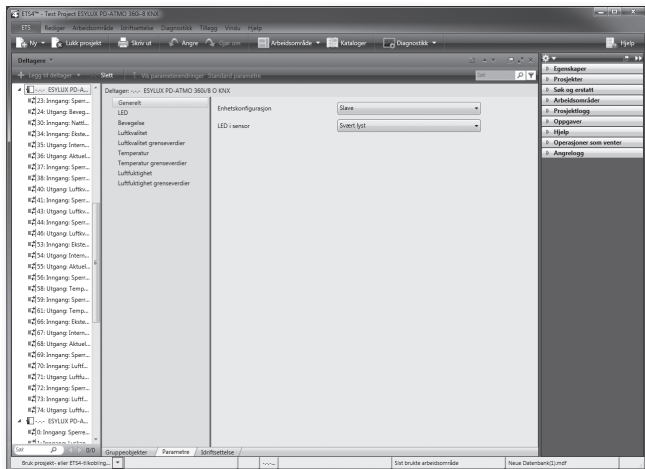 ETS4™ - Test Project ESYLUX PD-ATMO 360i-8 KNX
ETS Rediger Arbeidsområde Idriftsettelse Diagnostikk Tillegg Vindu Hjelp
Ny Lukk prosjekt Skriv ut Angre Gjør om Arbeidsområde Kataloger Diagnostikk Hjelp
Deltagere
Legg til deltager Slett Vis parameterendringer Standard parametre Søk
-.-.- ESYLUX PD-A...
23: Inngang: Sperr...
24: Utgang: Beveg...
30: Inngang: Nattl...
34: Inngang: Ekste...
35: Utgang: Intern...
36: Utgang: Aktuel...
37: Inngang: Sperr...
38: Inngang: Sperr...
40: Utgang: Luftkv...
41: Inngang: Sperr...
43: Utgang: Luftkv...
44: Inngang: Sperr...
46: Utgang: Luftkv...
53: Inngang: Ekste...
54: Utgang: Intern...
55: Utgang: Aktuel...
56: Inngang: Sperr...
58: Utgang: Temp...
59: Inngang: Sperr...
61: Utgang: Temp...
66: Inngang: Ekste...
67: Utgang: Intern...
68: Utgang: Aktuel...
69: Inngang: Sperr...
70: Inngang: Luftf...
71: Utgang: Luftfu...
72: Inngang: Sperr...
73: Inngang: Luftf...
74: Utgang: Luftfu...
-.-.- ESYLUX PD-A...
0: Inngang: Sperre...
Søk 0/0
Deltager: -.-.- ESYLUX PD-ATMO 360i/8 O KNX
Generelt
LED
Bevegelse
Luftkvalitet
Luftkvalitet grenseverdier
Temperatur
Temperatur grenseverdier
Luftfuktighet
Luftfuktighet grenseverdier
Enhetskonfigurasjon Slave
LED i sensor Svært lyst
Gruppeobjekter Parametre Idriftsettelse
Egenskaper
Prosjekter
Søk og erstatt
Arbeidsområder
Prosjektlogg
Oppgaver
Hjelp
Operasjoner som venter
Angrelogg
Bruk prosjekt- eller ETS4-tilkobling... -.-.-... Sist brukte arbeidsområde Neue Datenbank(1).mdf